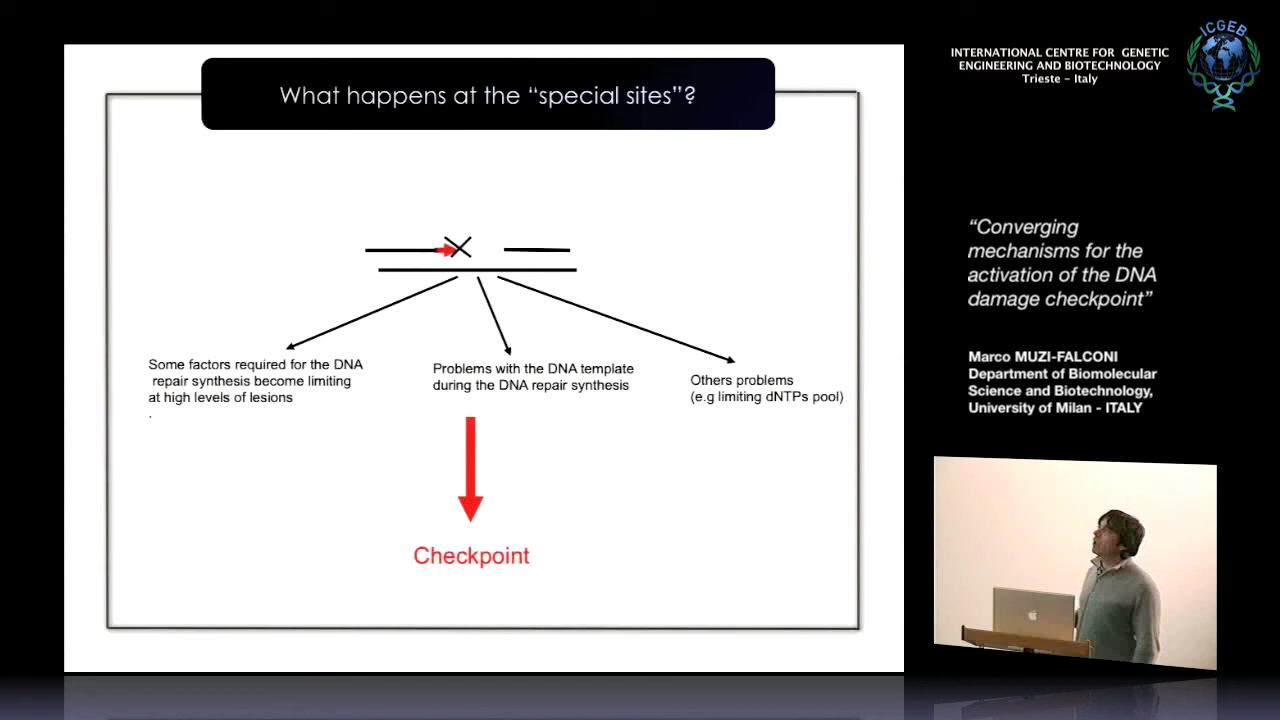 What happens at the “special sites”?
Some factors required for the DNA
repair synthesis become limiting
at high levels of lesions
.
Problems with the DNA template
during the DNA repair synthesis
Others problems
(e.g limiting dNTPs pool)
Checkpoint
INTERNATIONAL CENTRE FOR GENETIC
ENGINEERING AND BIOTECHNOLOGY
Trieste – Italy
ICGEB
“Converging
mechanisms for the
activation of the DNA
damage checkpoint”
Marco MUZI-FALCONI
Department of Biomolecular
Science and Biotechnology,
University of Milan - ITALY